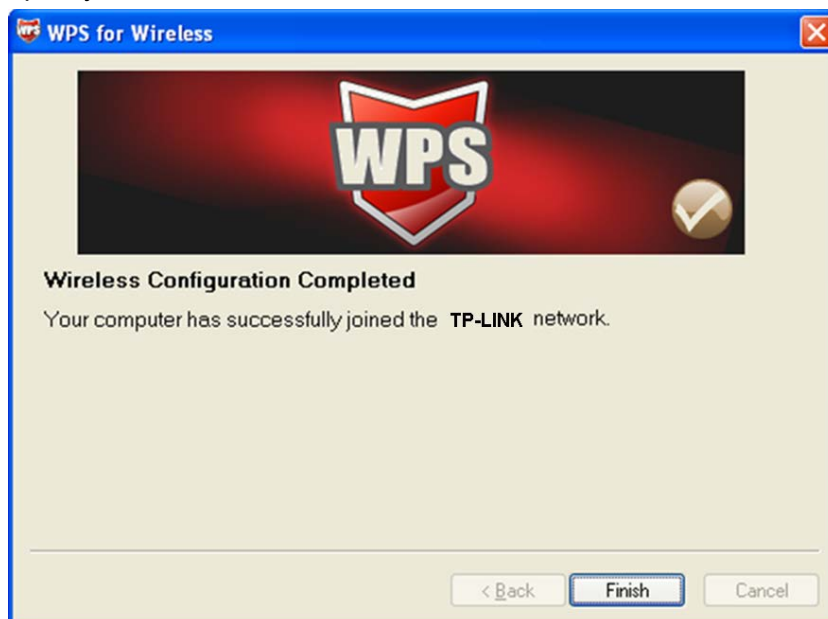 WPS for Wireless
WPS
Wireless Configuration Completed
Your computer has successfully joined the TP-LINK network.
< Back Finish Cancel